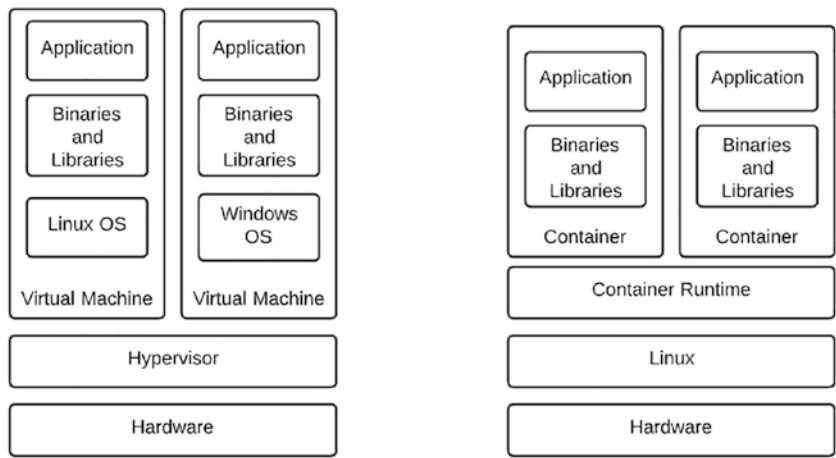 Application
Binaries
and
Libraries
Linux OS
Virtual Machine
Application
Binaries
and
Libraries
Windows
OS
Virtual Machine
Hypervisor
Hardware
Application
Binaries
and
Libraries
Container
Application
Binaries
and
Libraries
Container
Container Runtime
Linux
Hardware